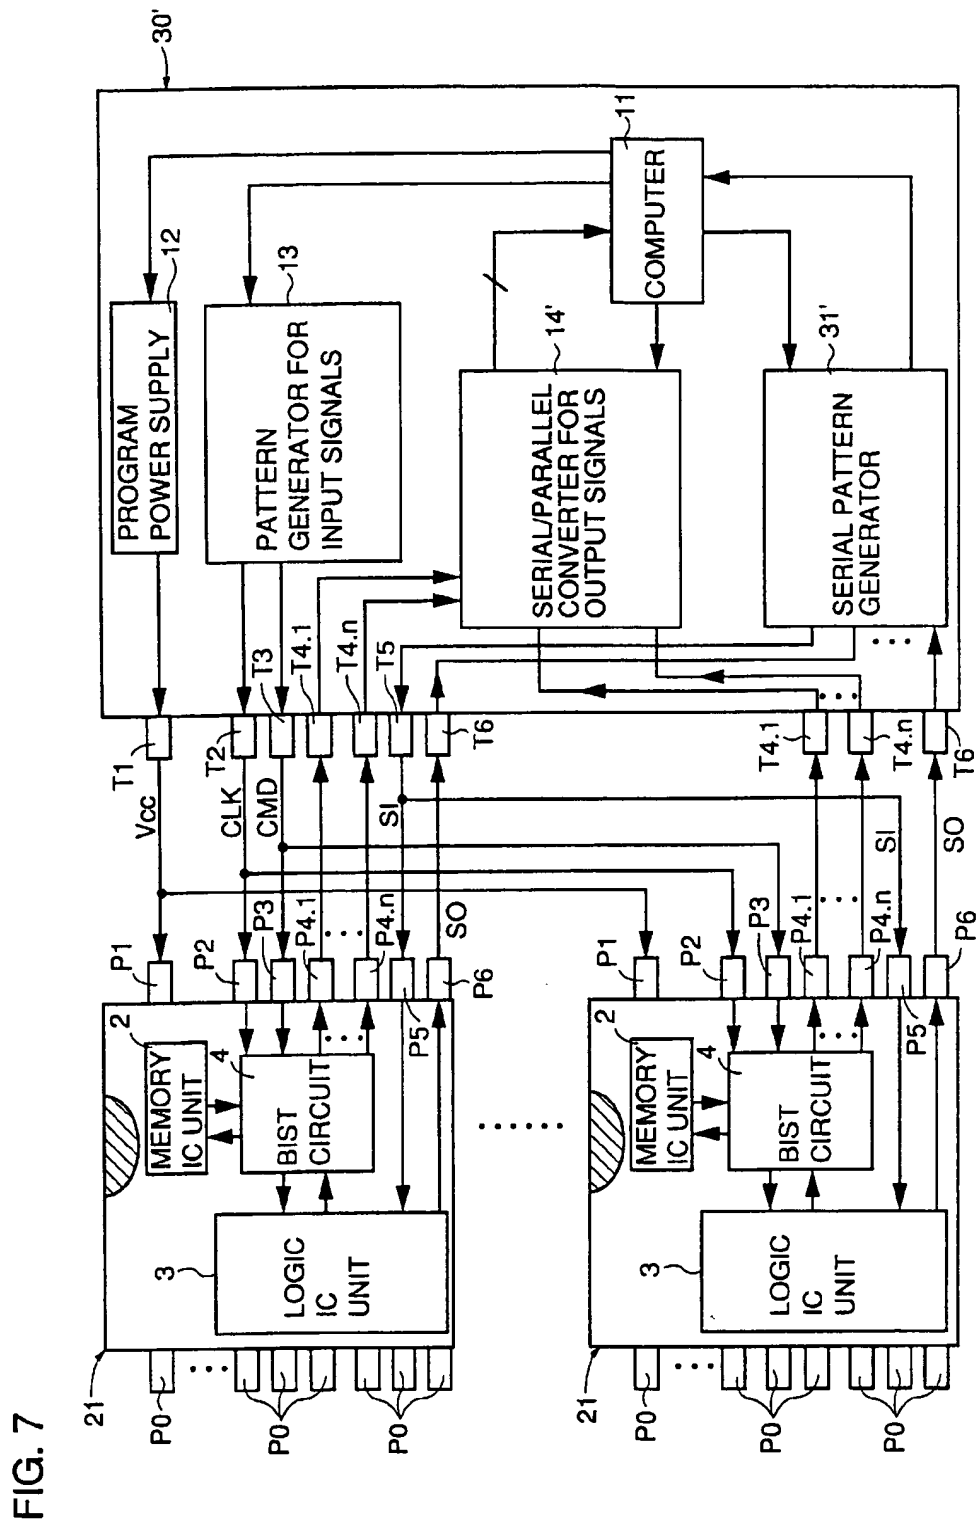 FIG. 7
30'
PROGRAM
POWER SUPPLY
12
PATTERN
GENERATOR FOR
INPUT SIGNALS
13
SERIAL/PARALLEL
CONVERTER FOR
OUTPUT SIGNALS
14'
COMPUTER
11
SERIAL PATTERN
GENERATOR
31'
T1
T2
T3
T4.1
T4.n
T5
T6
T4.1
T4.n
T6
Vcc
CLK
CMD
SI
SO
SI
SO
P1
P2
P3
P4.1
P4.n
P5
P6
P1
P2
P3
P4.1
P4.n
P5
P6
21
MEMORY
IC UNIT
2
BIST
CIRCUIT
4
LOGIC
IC
UNIT
3
P0
P0
P0
21
MEMORY
IC UNIT
2
BIST
CIRCUIT
4
LOGIC
IC
UNIT
3
P0
P0
P0